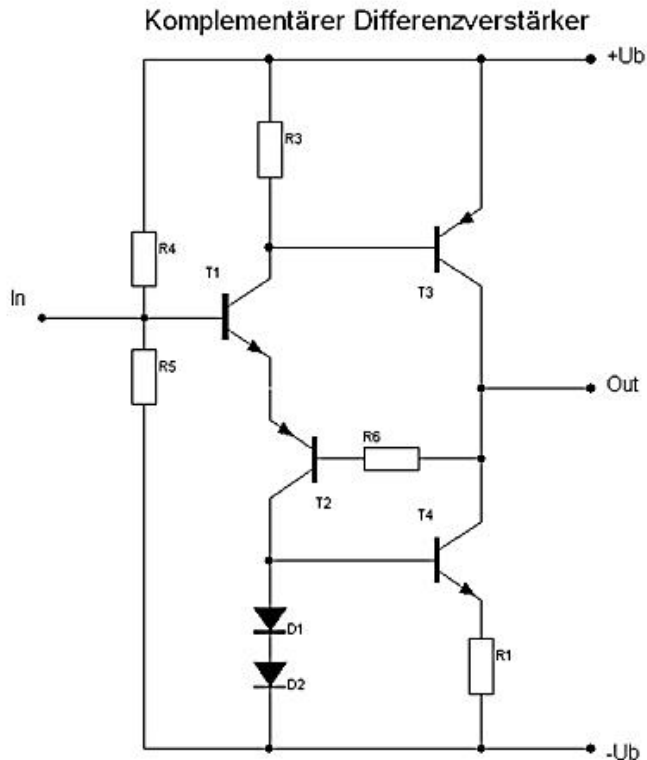 Komplementärer Differenzverstärker
+Ub
R3
R4
T1
T3
In
R5
Out
R6
T2
T4
D1
R1
D2
-Ub